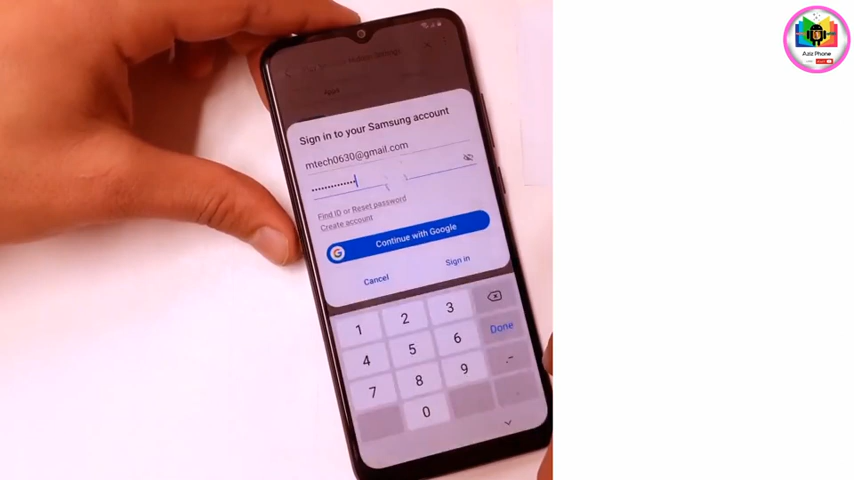 Sign in to your Samsung account
mtech0630@gmail.com
Find ID or Reset password
Create account
G Continue with Google
Cancel
Sign in
1 2 3
4 5 6 Done
7 8 9 .-
0
Aziz Phone